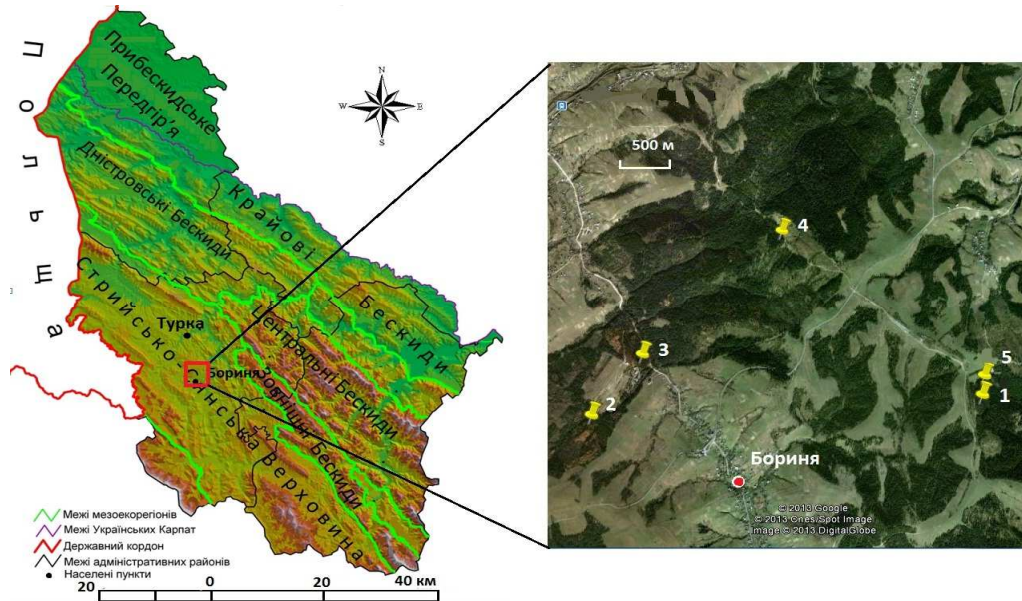 Польща
Прибескидське
Передгір'я
N
W
E
S
Дністровські Бескиди
Крайові
Бескиди
Турка
Бориня
Центральні Бескиди
Зовнішні Бескиди
Стрийсько-
Верховина
Межі мезоекорегіонів
Межі Українських Карпат
Державний кордон
Межі адміністративних районів
Населені пункти
20
0
20
40 км
500 м
4
3
2
5
1
Бориня
© 2013 Google
© 2013 Cnes/Spot Image
Image © 2013 DigitalGlobe